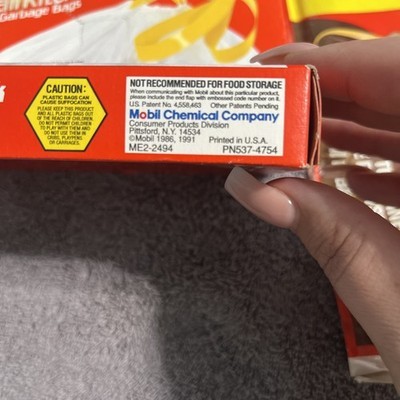 Garbage Bags
CAUTION:
PLASTIC BAGS CAN
CAUSE SUFFOCATION
PLEASE KEEP THIS PRODUCT
AND ALL PLASTIC BAGS OUT
OF THE REACH OF CHILDREN.
DO NOT PERMIT CHILDREN
TO PLAY WITH THEM AND
DO NOT USE THEM IN
CRIBS, PLAYPENS
OR CARRIAGES.
NOT RECOMMENDED FOR FOOD STORAGE
When communicating with Mobil about this particular product,
please include the end flap with embossed code number on it.
U.S. Patent No. 4,558,463 Other Patents Pending
Mobil Chemical Company
Consumer Products Division
Pittsford, N.Y. 14534
©Mobil 1986, 1991 Printed in U.S.A.
ME2-2494 PN537-4754